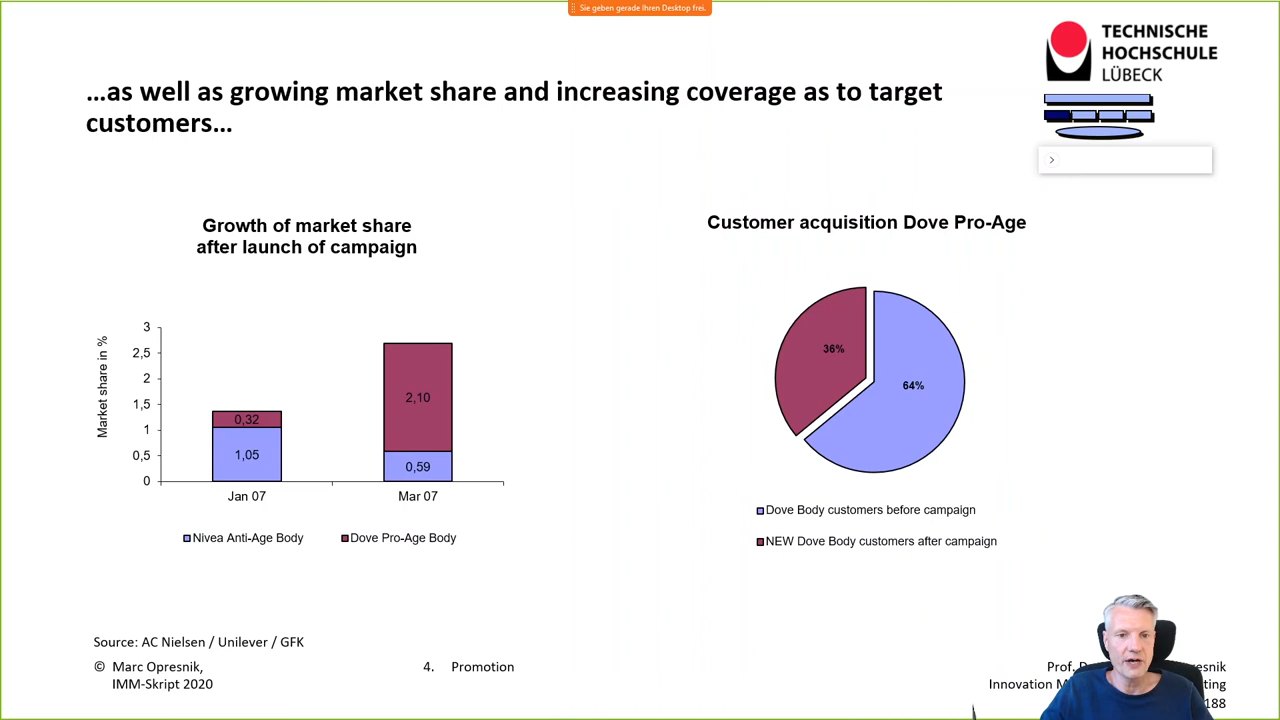 Sie geben gerade Ihren Desktop frei.
TECHNISCHE
HOCHSCHULE
LÜBECK
…as well as growing market share and increasing coverage as to target
customers…
Growth of market share
after launch of campaign
Market share in %
3
2,5
2
1,5
1
0,5
0
0,32
1,05
2,10
0,59
Jan 07
Mar 07
Nivea Anti-Age Body
Dove Pro-Age Body
Customer acquisition Dove Pro-Age
36%
64%
Dove Body customers before campaign
NEW Dove Body customers after campaign
Source: AC Nielsen / Unilever / GFK
© Marc Opresnik,
IMM-Skript 2020
4. Promotion
Prof.
Innovation
188